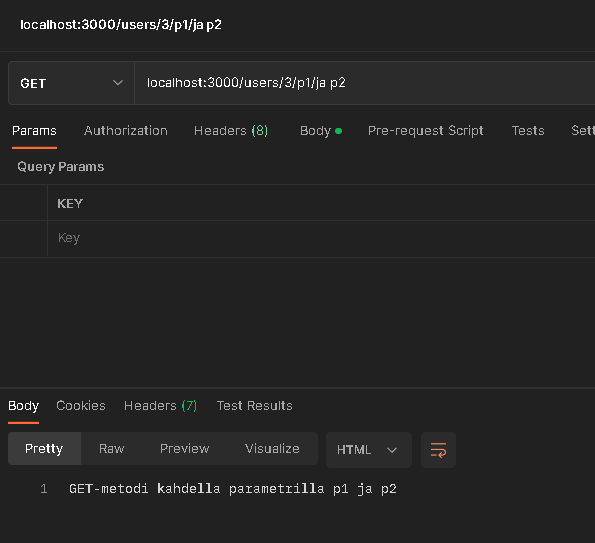 localhost:3000/users/3/p1/ja p2
GET localhost:3000/users/3/p1/ja p2
Params Authorization Headers (8) Body Pre-request Script Tests Sett
Query Params
KEY
Key
Body Cookies Headers (7) Test Results
Pretty Raw Preview Visualize HTML
1 GET-metodi kahdella parametrilla p1 ja p2